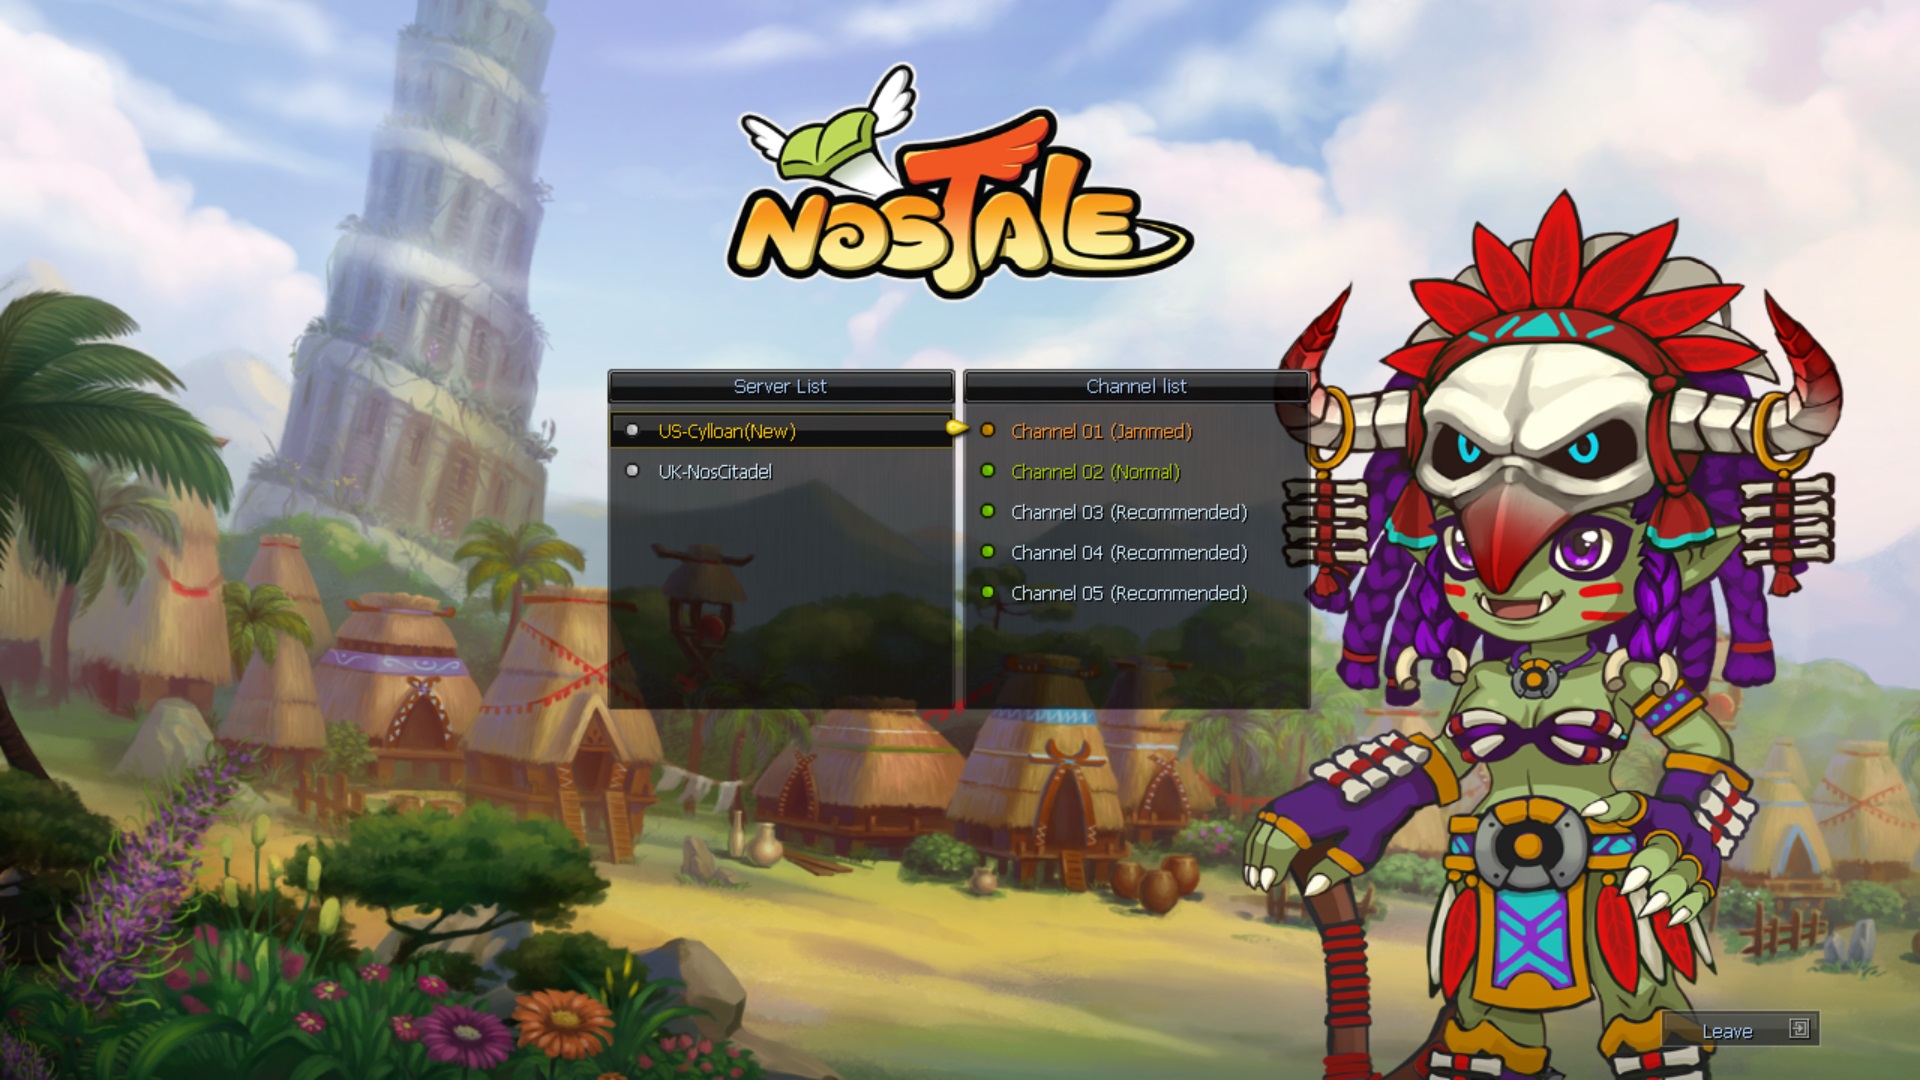 NosTale
Server List
US-Cylloan(New)
UK-NosCitadel
Channel list
Channel 01 (Jammed)
Channel 02 (Normal)
Channel 03 (Recommended)
Channel 04 (Recommended)
Channel 05 (Recommended)
Leave